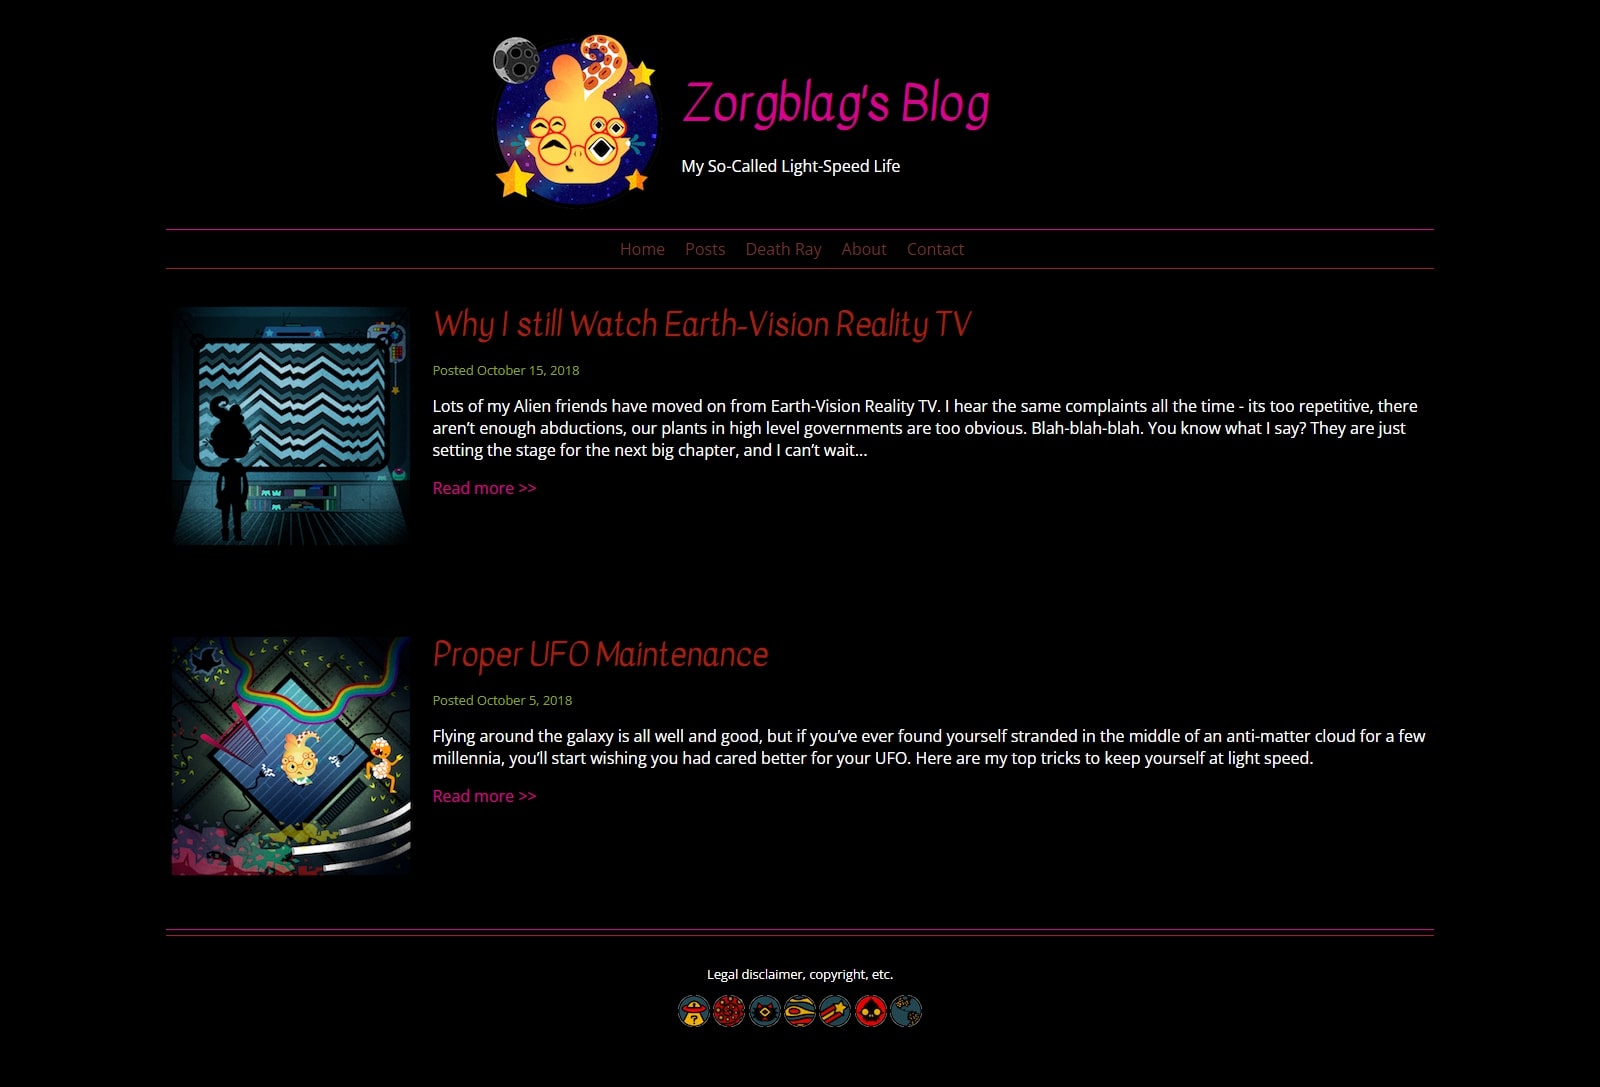 Zorgblag's Blog
My So-Called Light-Speed Life
Home Posts Death Ray About Contact
Why I still Watch Earth-Vision Reality TV
Posted October 15, 2018
Lots of my Alien friends have moved on from Earth-Vision Reality TV. I hear the same complaints all the time - its too repetitive, there
aren’t enough abductions, our plants in high level governments are too obvious. Blah-blah-blah. You know what I say? They are just
setting the stage for the next big chapter, and I can’t wait...
Read more >>
Proper UFO Maintenance
Posted October 5, 2018
Flying around the galaxy is all well and good, but if you’ve ever found yourself stranded in the middle of an anti-matter cloud for a few
millennia, you’ll start wishing you had cared better for your UFO. Here are my top tricks to keep yourself at light speed.
Read more >>
Legal disclaimer, copyright, etc.
?